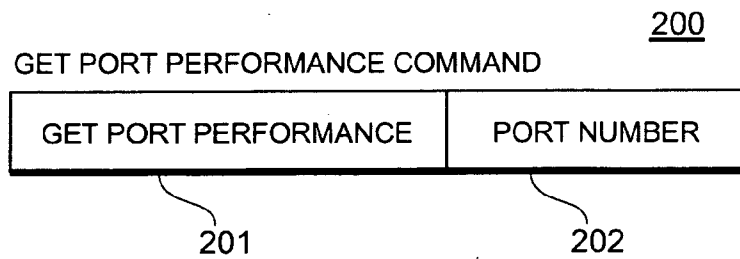 200
GET PORT PERFORMANCE COMMAND
GET PORT PERFORMANCE PORT NUMBER
201 202